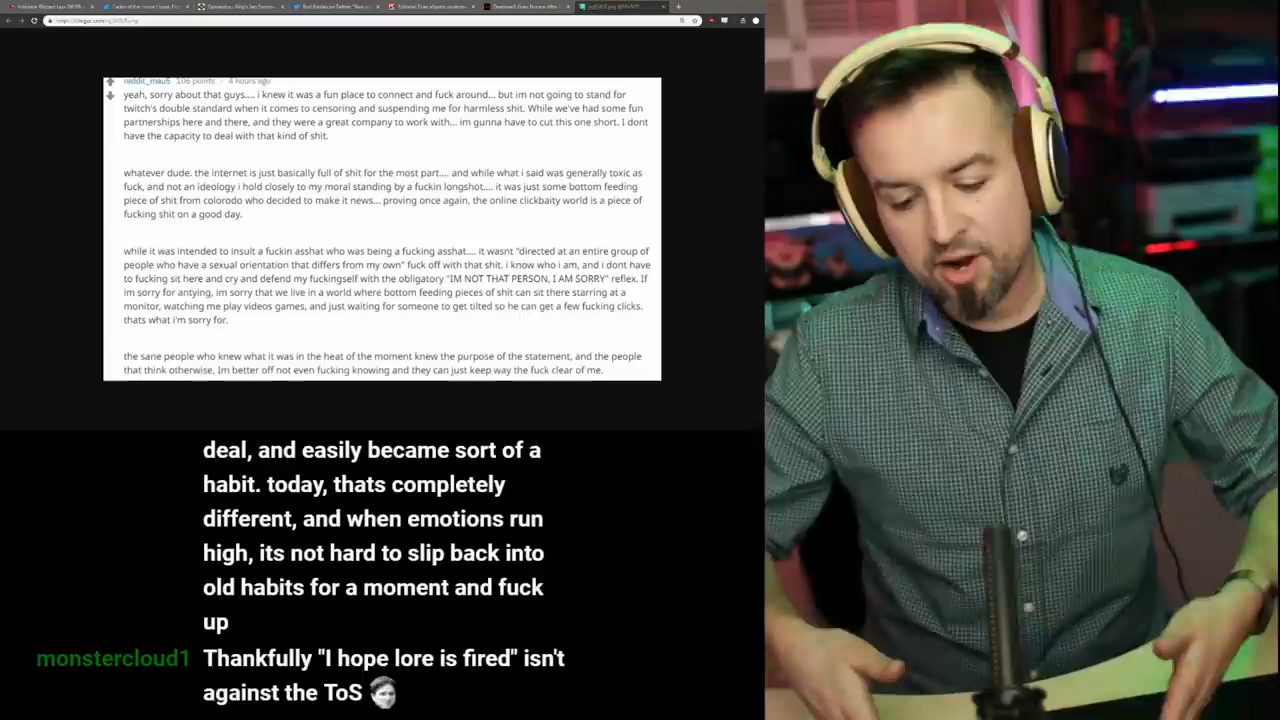 reddit_mau5 106 points · 4 hours ago
yeah, sorry about that guys.... i knew it was a fun place to connect and fuck around... but im not going to stand for
twitch's double standard when it comes to censoring and suspending me for harmless shit. While we've had some fun
partnerships here and there, and they were a great company to work with... im gunna have to cut this one short. I dont
have the capacity to deal with that kind of shit.
whatever dude. the internet is just basically full of shit for the most part.... and while what i said was generally toxic as
fuck, and not an ideology i hold closely to my moral standing by a fuckin longshot.... it was just some bottom feeding
piece of shit from colorodo who decided to make it news... proving once again, the online clickbaity world is a piece of
fucking shit on a good day.
while it was intended to insult a fuckin asshat who was being a fucking asshat.... it wasnt "directed at an entire group of
people who have a sexual orientation that differs from my own" fuck off with that shit. i know who i am, and i dont have
to fucking sit here and cry and defend my fuckingself with the obligatory "IM NOT THAT PERSON, I AM SORRY" reflex. If
im sorry for antying, im sorry that we live in a world where bottom feeding pieces of shit can sit there starring at a
monitor, watching me play videos games, and just waiting for someone to get tilted so he can get a few fucking clicks.
thats what i'm sorry for.
the sane people who knew what it was in the heat of the moment knew the purpose of the statement, and the people
that think otherwise, Im better off not even fucking knowing and they can just keep way the fuck clear of me.
deal, and easily became sort of a
habit. today, thats completely
different, and when emotions run
high, its not hard to slip back into
old habits for a moment and fuck
up
monstercloud1 Thankfully "I hope lore is fired" isn't
against the ToS